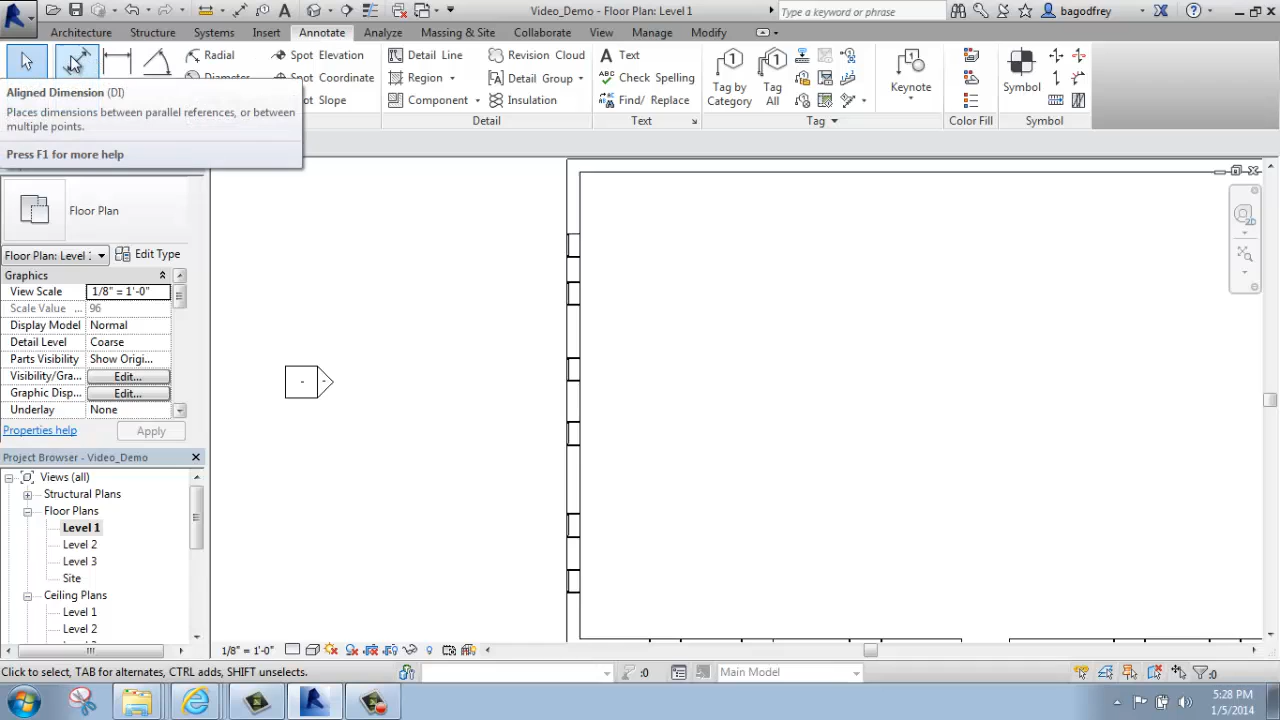 Video_Demo - Floor Plan: Level 1
Type a keyword or phrase
bagodfrey
Architecture
Structure
Systems
Insert
Annotate
Analyze
Massing & Site
Collaborate
View
Manage
Modify
Radial
Diameter
Spot Elevation
Spot Coordinate
Spot Slope
Detail Line
Region
Component
Revision Cloud
Detail Group
Insulation
Detail
Text
Check Spelling
Find/ Replace
Text
Tag by Category
Tag All
Tag
Keynote
Color Fill
Symbol
Symbol
Aligned Dimension (DI)
Places dimensions between parallel references, or between
multiple points.
Press F1 for more help
Floor Plan
Floor Plan: Level 1
Edit Type
Graphics
View Scale 1/8" = 1'-0"
Scale Value ... 96
Display Model Normal
Detail Level Coarse
Parts Visibility Show Origi...
Visibility/Gra... Edit...
Graphic Disp... Edit...
Underlay None
Properties help
Apply
Project Browser - Video_Demo
Views (all)
Structural Plans
Floor Plans
Level 1
Level 2
Level 3
Site
Ceiling Plans
Level 1
Level 2
1/8" = 1'-0"
Click to select, TAB for alternates, CTRL adds, SHIFT unselects.
:0
Main Model
:0
5:28 PM
1/5/2014